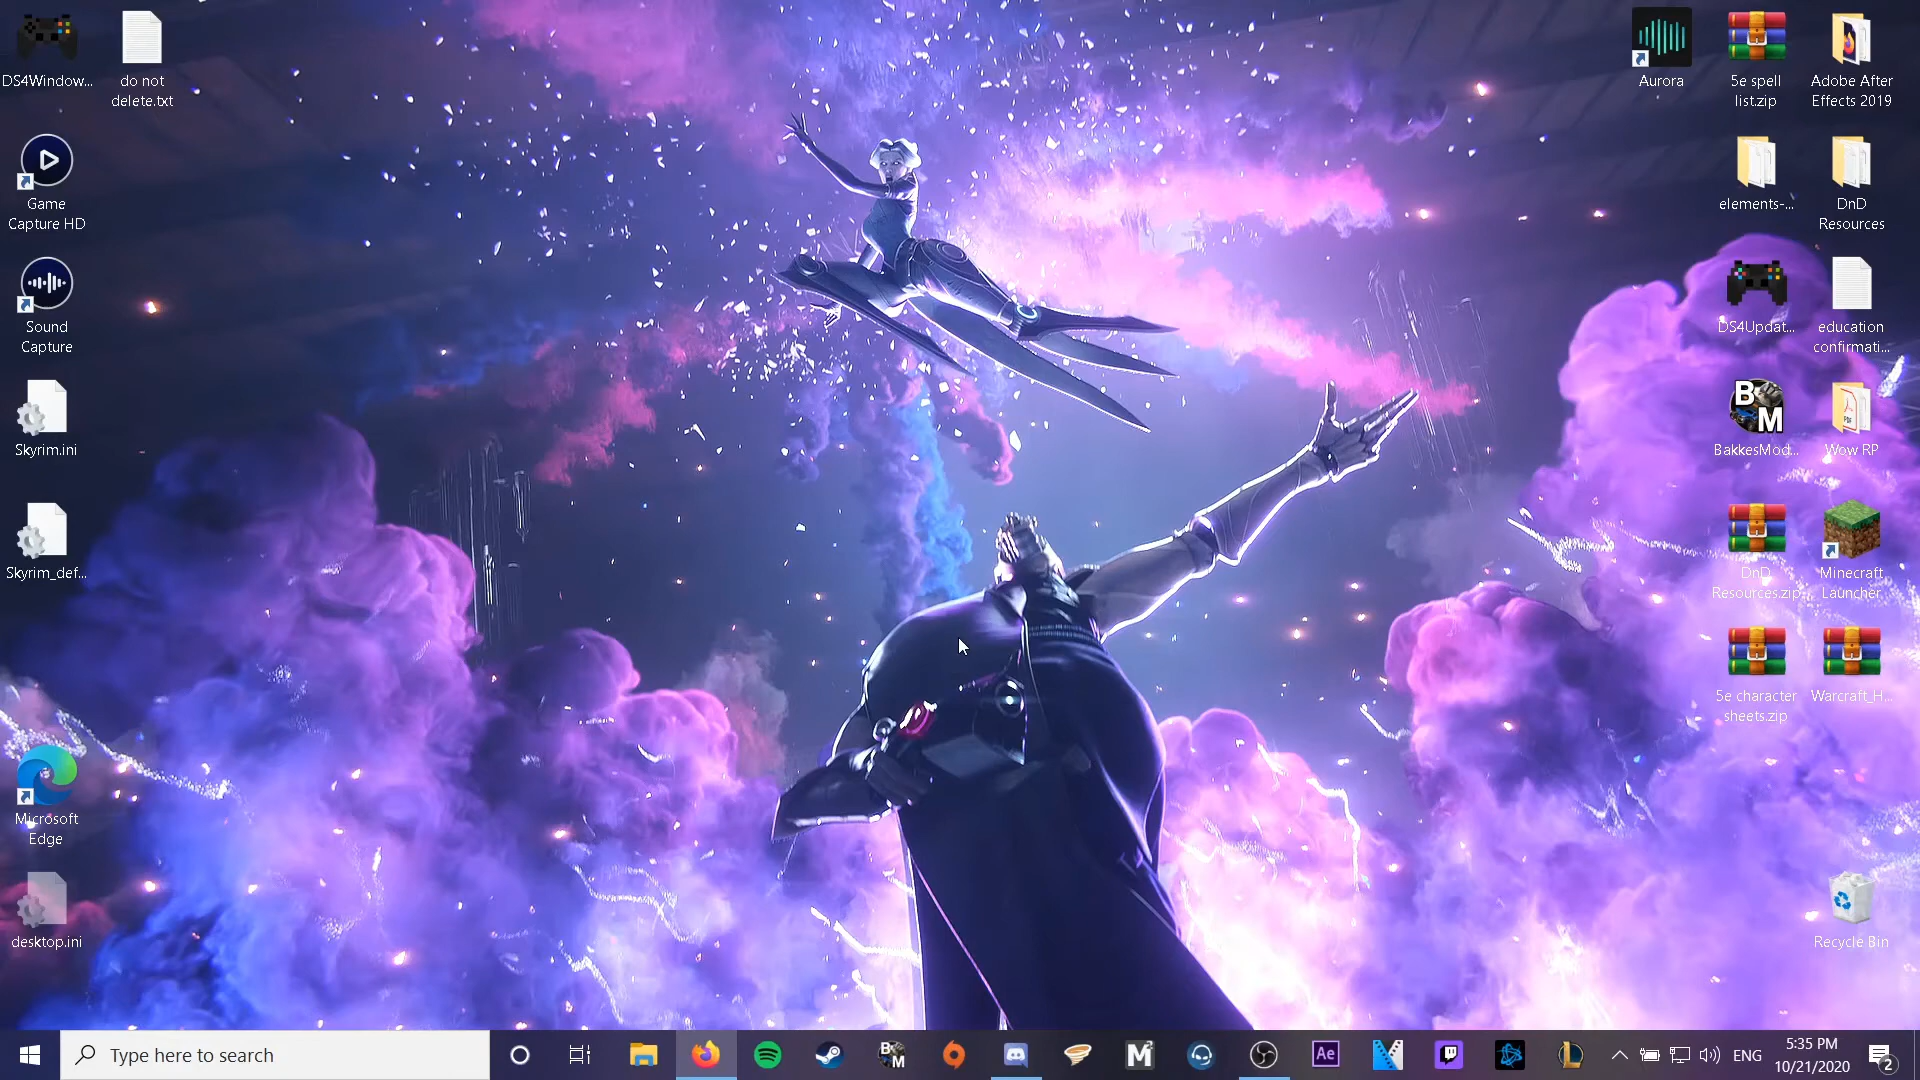 DS4Window...
do not
delete.txt
Game
Capture HD
Sound
Capture
Skyrim.ini
Skyrim_def...
Microsoft
Edge
desktop.ini
Aurora
5e spell
list.zip
Adobe After
Effects 2019
elements-...
DnD
Resources
DS4Updat...
education
confirmati...
B
M
BakkesMod...
PDF
Wow RP
DnD
Resources.zip
Minecraft
Launcher
5e character
sheets.zip
Warcraft_H...
Recycle Bin
Type here to search
B
M
M
Ae
ENG
5:35 PM
10/21/2020
2